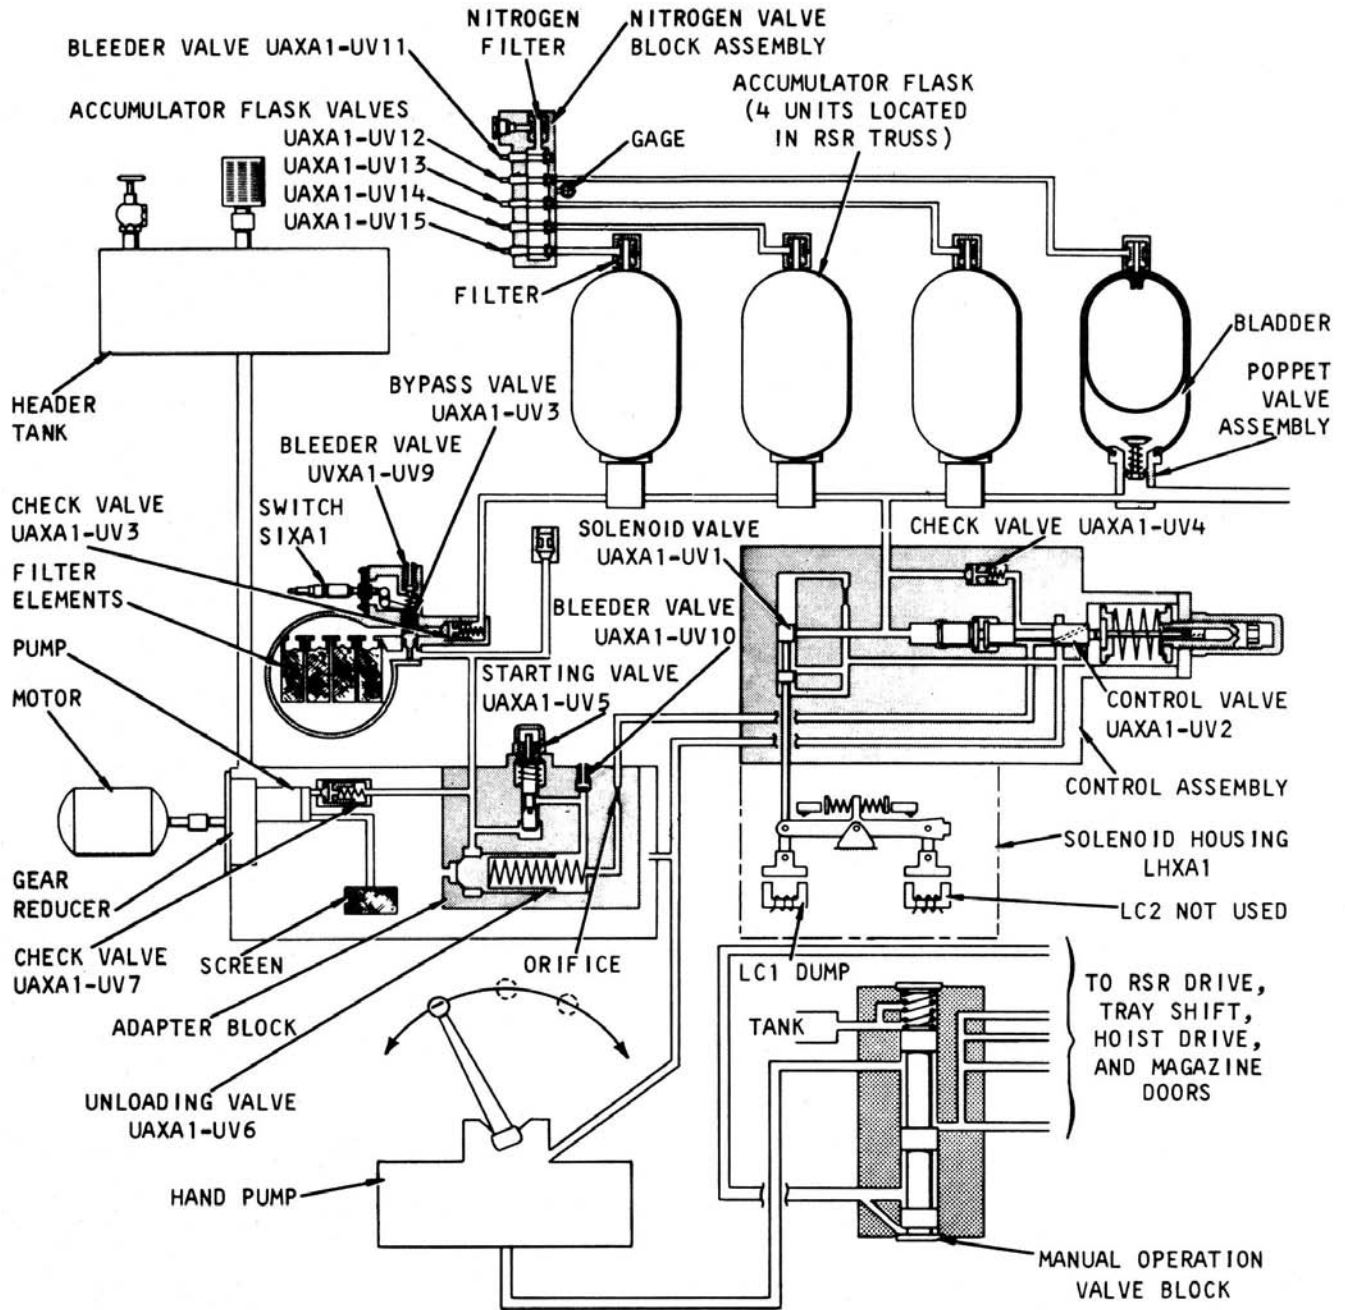 NITROGEN
FILTER
NITROGEN VALVE
BLOCK ASSEMBLY
BLEEDER VALVE UAXA1-UV11
ACCUMULATOR FLASK
(4 UNITS LOCATED
IN RSR TRUSS)
ACCUMULATOR FLASK VALVES
UAXA1-UV12
UAXA1-UV13
UAXA1-UV14
UAXA1-UV15
GAGE
FILTER
BLADDER
POPPET
VALVE
ASSEMBLY
HEADER
TANK
BYPASS VALVE
UAXA1-UV3
BLEEDER VALVE
UVXA1-UV9
CHECK VALVE
UAXA1-UV3
SWITCH
SIXA1
SOLENOID VALVE
UAXA1-UV1
CHECK VALVE UAXA1-UV4
FILTER
ELEMENTS
BLEEDER VALVE
UAXA1-UV10
PUMP
STARTING VALVE
UAXA1-UV5
MOTOR
CONTROL VALVE
UAXA1-UV2
CONTROL ASSEMBLY
SOLENOID HOUSING
LHXA1
GEAR
REDUCER
LC2 NOT USED
CHECK VALVE
UAXA1-UV7
SCREEN
ORIFICE
LC1 DUMP
ADAPTER BLOCK
TANK
TO RSR DRIVE,
TRAY SHIFT,
HOIST DRIVE,
AND MAGAZINE
DOORS
UNLOADING VALVE
UAXA1-UV6
HAND PUMP
MANUAL OPERATION
VALVE BLOCK